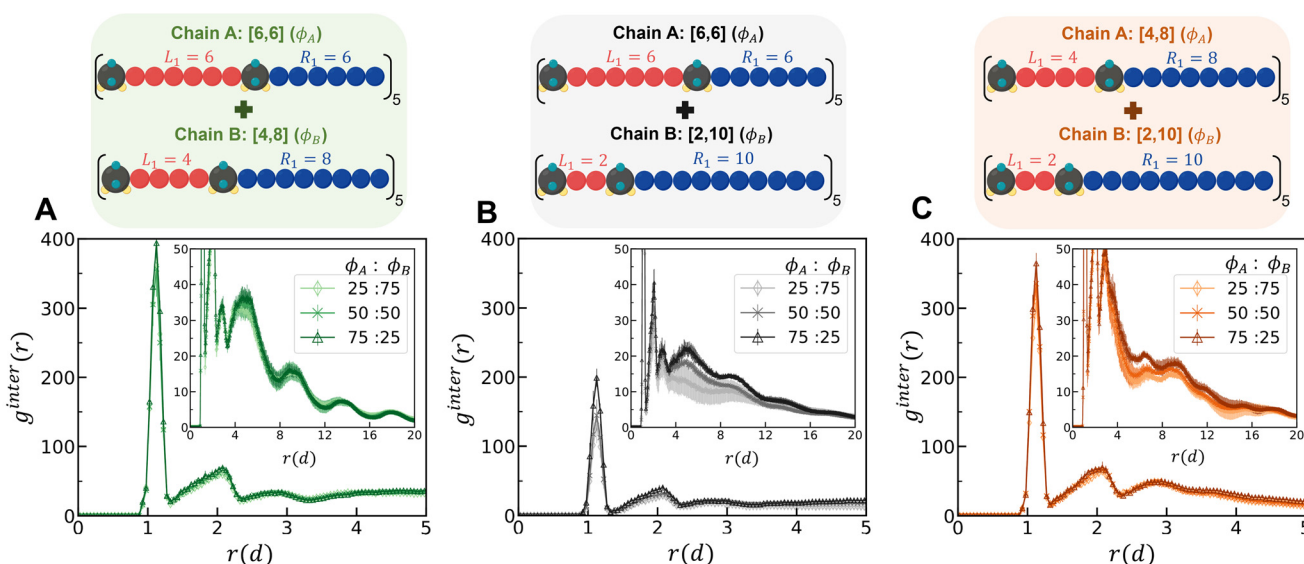 Chain A: [6,6] (ϕA)
L1 = 6 R1 = 6
5
Chain B: [4,8] (ϕB)
L1 = 4 R1 = 8
5
Chain A: [6,6] (ϕA)
L1 = 6 R1 = 6
5
Chain B: [2,10] (ϕB)
L1 = 2 R1 = 10
5
Chain A: [4,8] (ϕA)
L1 = 4 R1 = 8
5
Chain B: [2,10] (ϕB)
L1 = 2 R1 = 10
5
A
400
300
200
100
0
0 1 2 3 4 5
g^inter(r)
r(d)
50
40
30
20
10
0
0 4 8 12 16 20
g^inter(r)
r(d)
ϕA : ϕB
25 :75
50 :50
75 :25
B
400
300
200
100
0
0 1 2 3 4 5
g^inter(r)
r(d)
50
40
30
20
10
0
0 4 8 12 16 20
g^inter(r)
r(d)
ϕA : ϕB
25 :75
50 :50
75 :25
C
400
300
200
100
0
0 1 2 3 4 5
g^inter(r)
r(d)
50
40
30
20
10
0
0 4 8 12 16 20
g^inter(r)
r(d)
ϕA : ϕB
25 :75
50 :50
75 :25